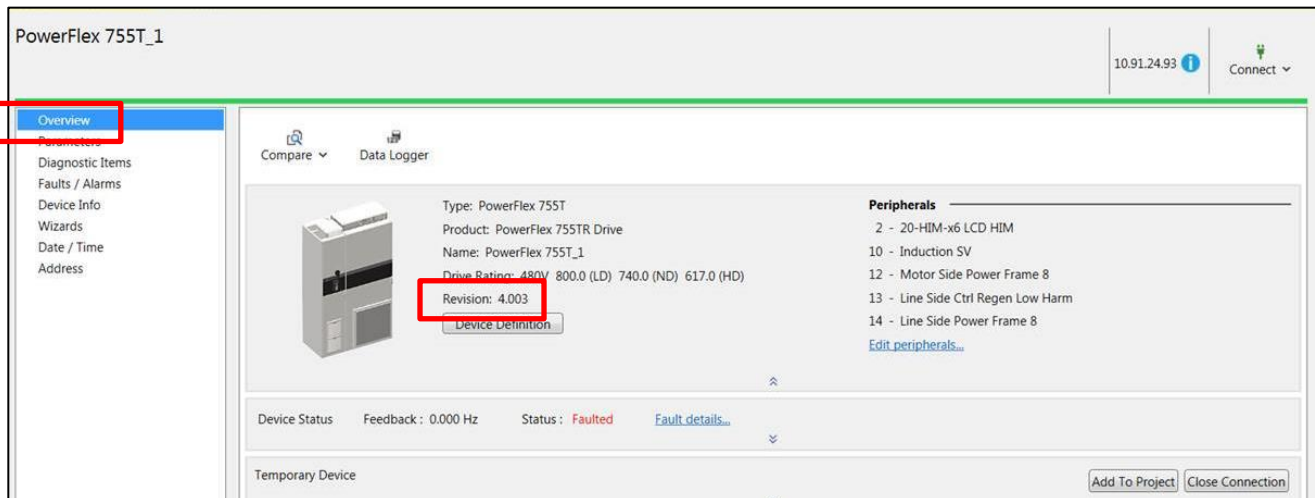 PowerFlex 755T_1
10.91.24.93
Connect
Overview
Parameters
Diagnostic Items
Faults / Alarms
Device Info
Wizards
Date / Time
Address
Compare
Data Logger
Type: PowerFlex 755T
Product: PowerFlex 755TR Drive
Name: PowerFlex 755T_1
Drive Rating: 480V 800.0 (LD) 740.0 (ND) 617.0 (HD)
Revision: 4.003
Device Definition
Peripherals
2 - 20-HIM-x6 LCD HIM
10 - Induction SV
12 - Motor Side Power Frame 8
13 - Line Side Ctrl Regen Low Harm
14 - Line Side Power Frame 8
Edit peripherals...
Device Status Feedback : 0.000 Hz Status : Faulted Fault details...
Temporary Device
Add To Project Close Connection